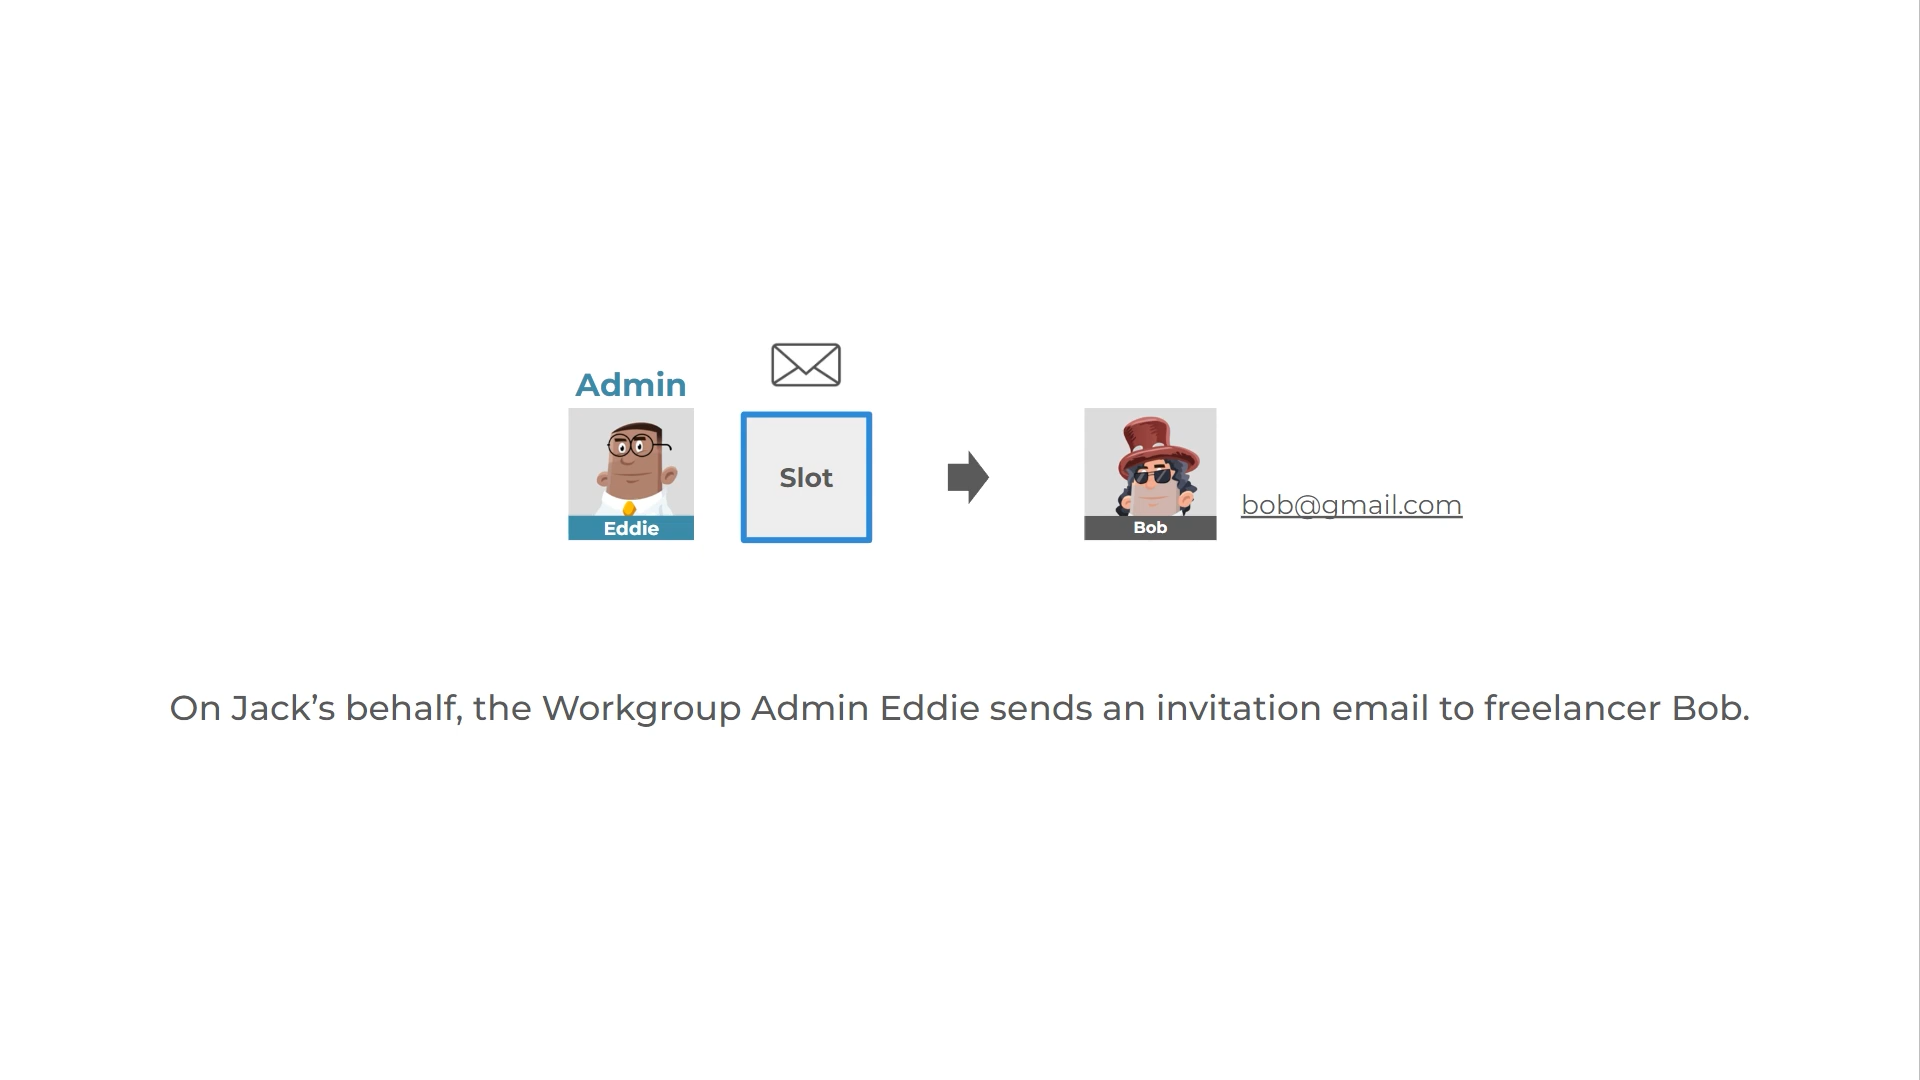 Admin
Slot
Eddie
Bob
bob@gmail.com
On Jack’s behalf, the Workgroup Admin Eddie sends an invitation email to freelancer Bob.